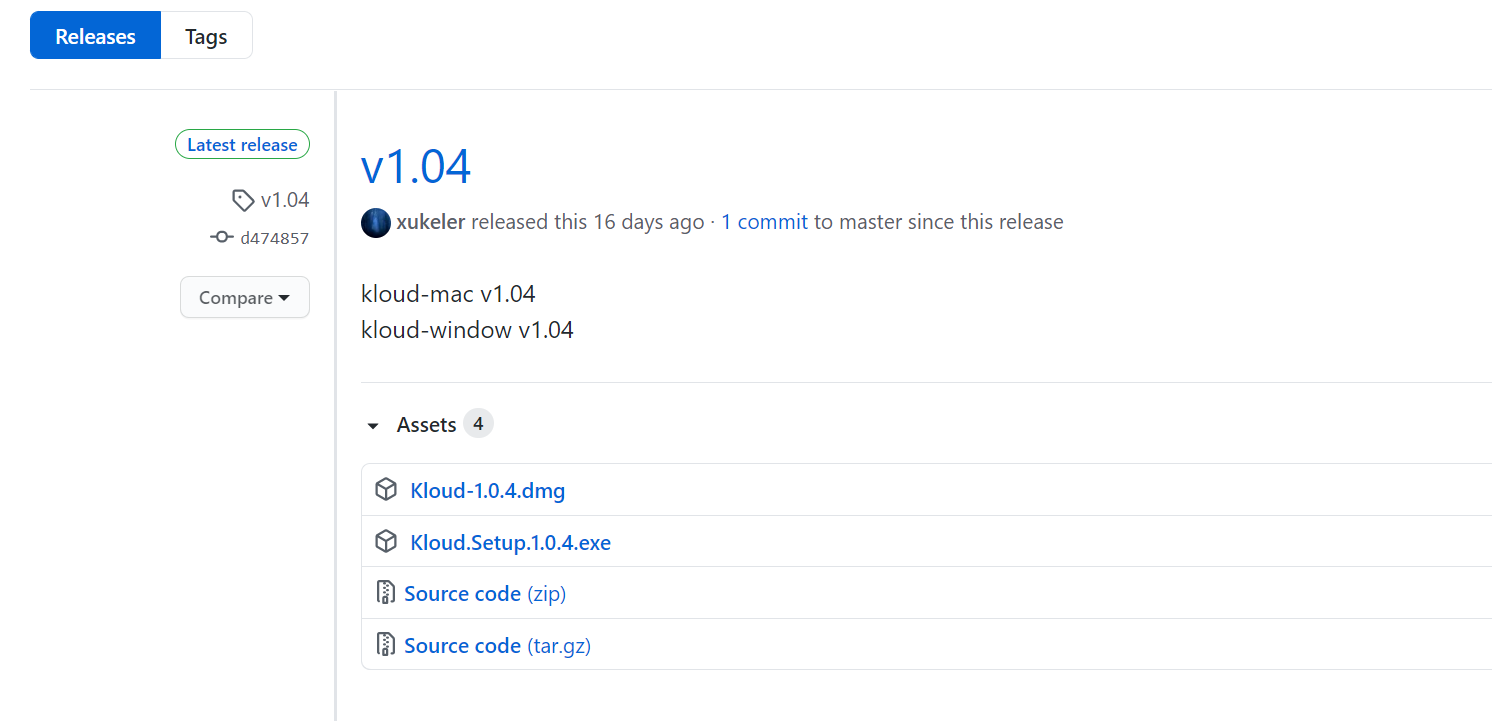 Releases Tags
Latest release
v1.04
d474857
Compare
v1.04
xukeler released this 16 days ago · 1 commit to master since this release
kloud-mac v1.04
kloud-window v1.04
Assets 4
Kloud-1.0.4.dmg
Kloud.Setup.1.0.4.exe
Source code (zip)
Source code (tar.gz)